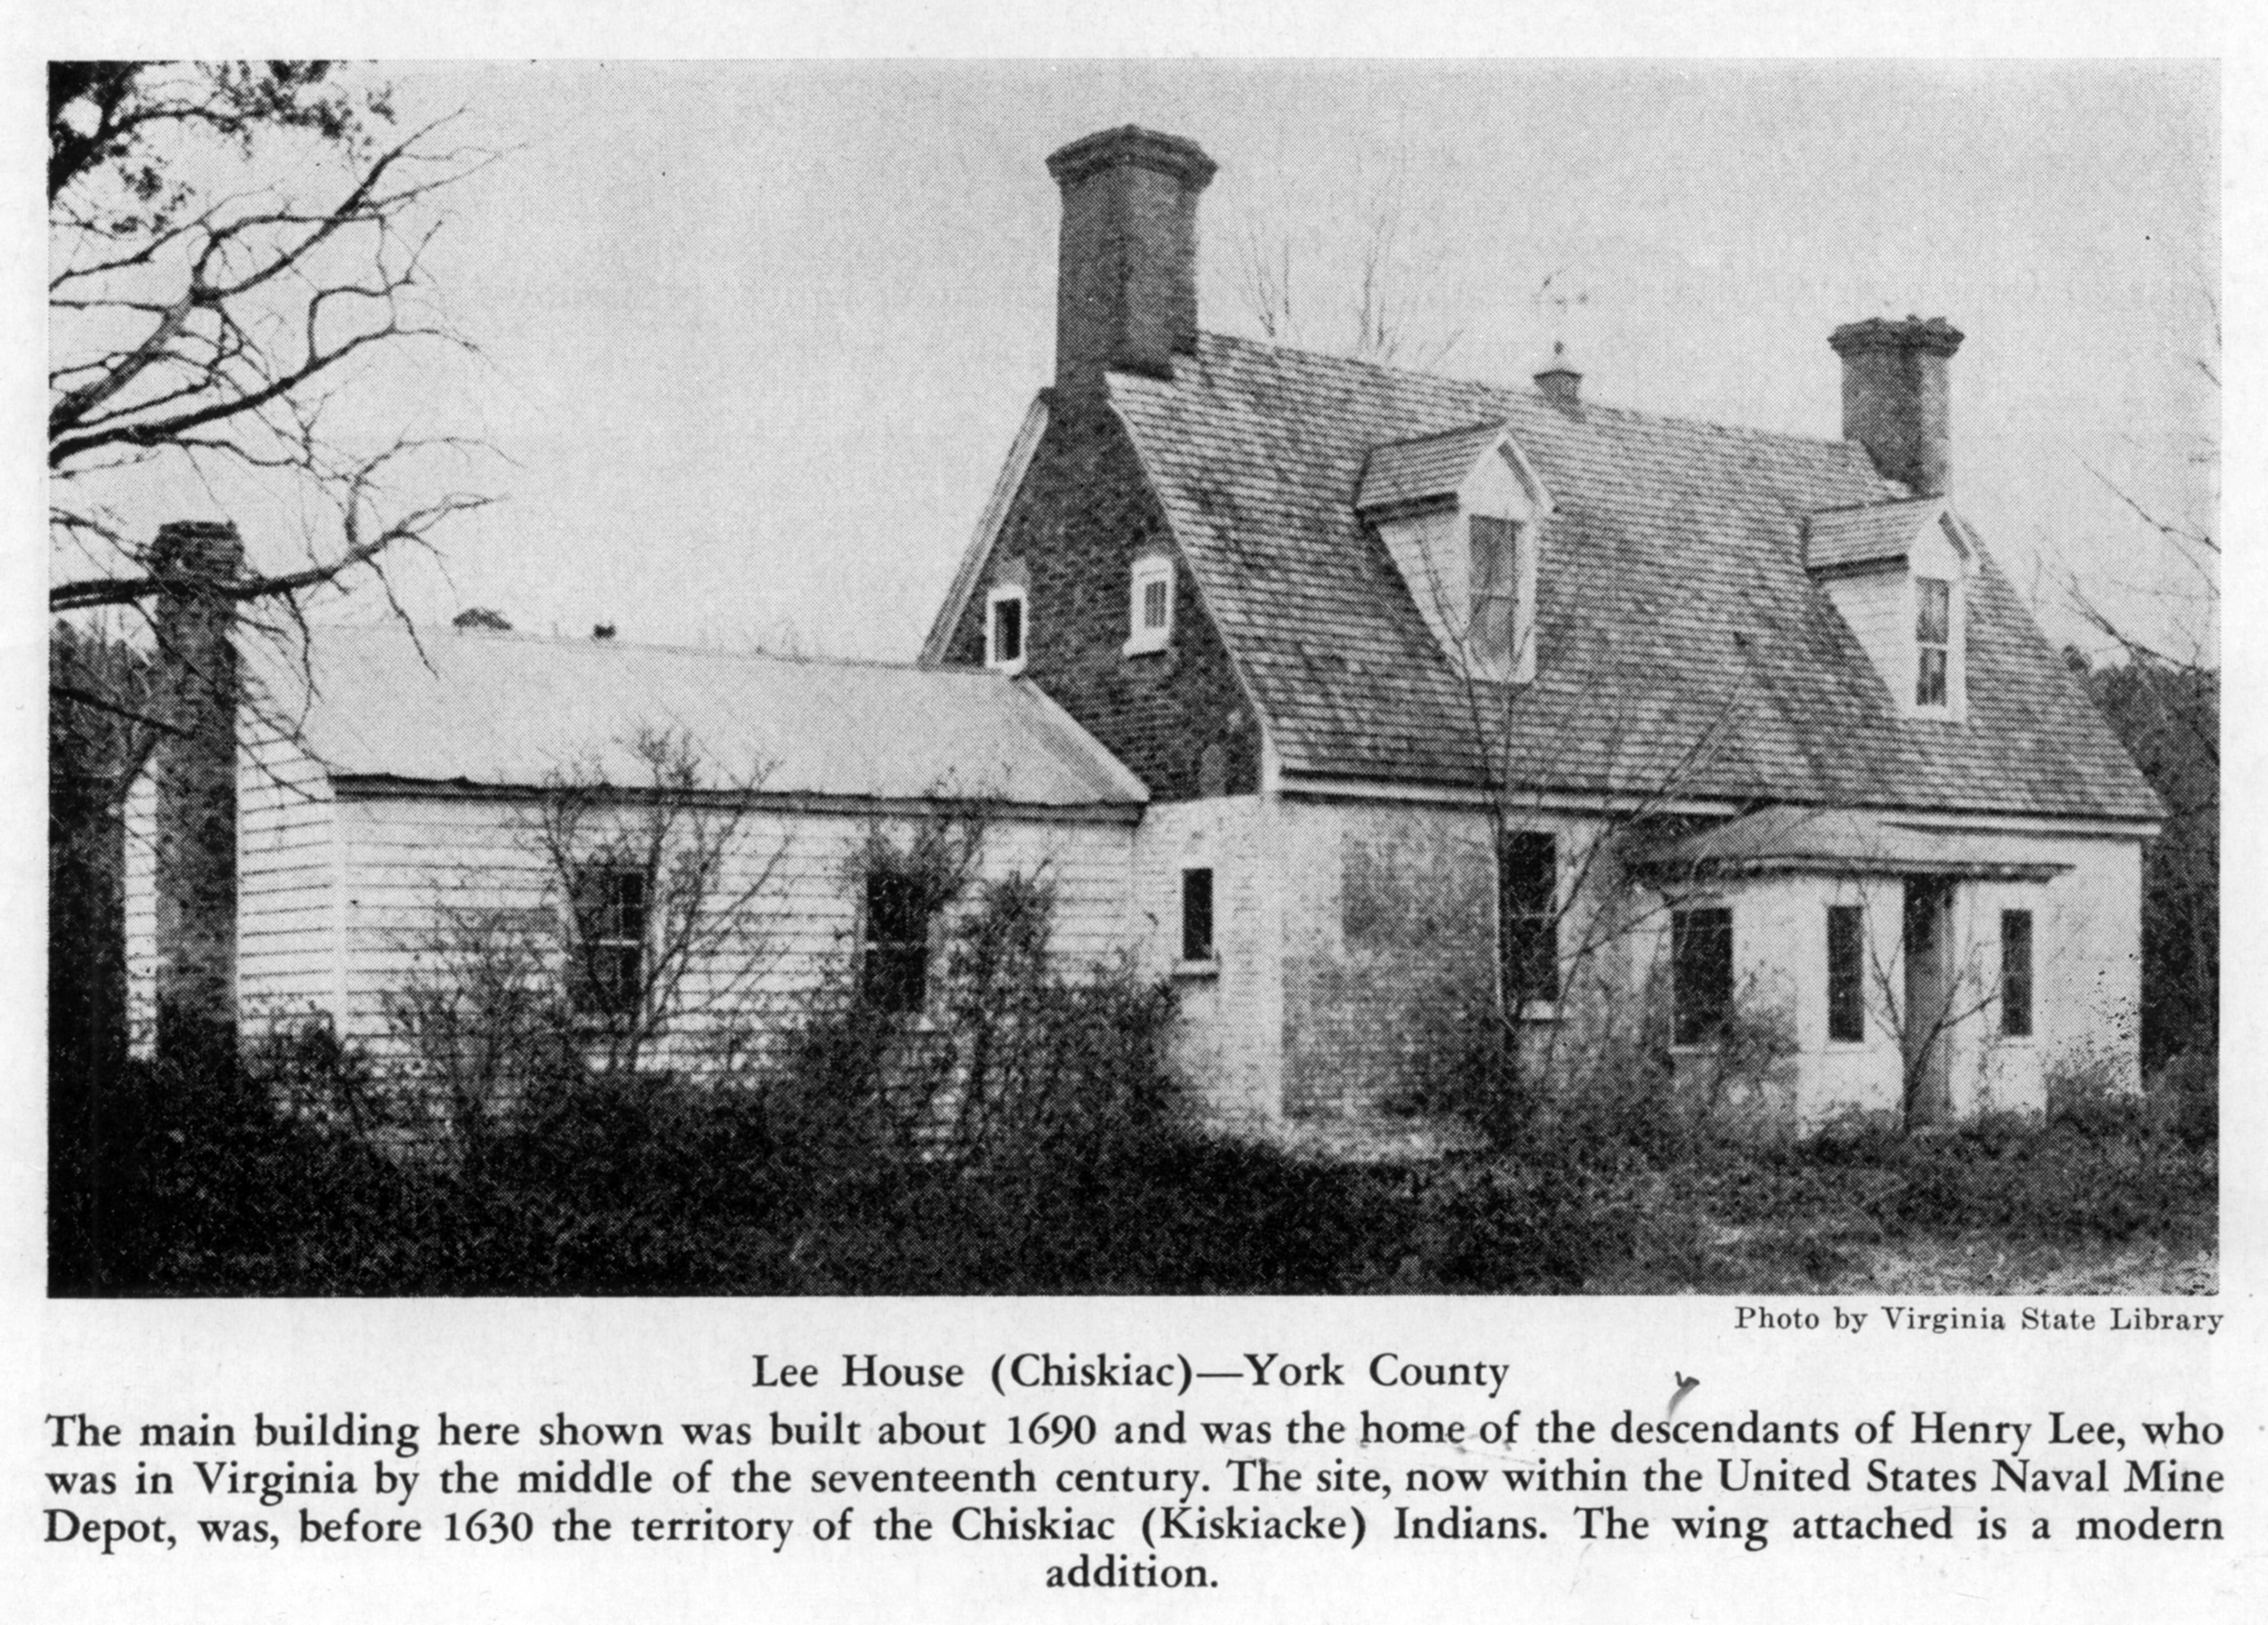 Photo by Virginia State Library
Lee House (Chiskiac)—York County
The main building here shown was built about 1690 and was the home of the descendants of Henry Lee, who
was in Virginia by the middle of the seventeenth century. The site, now within the United States Naval Mine
Depot, was, before 1630 the territory of the Chiskiac (Kiskiacke) Indians. The wing attached is a modern
addition.